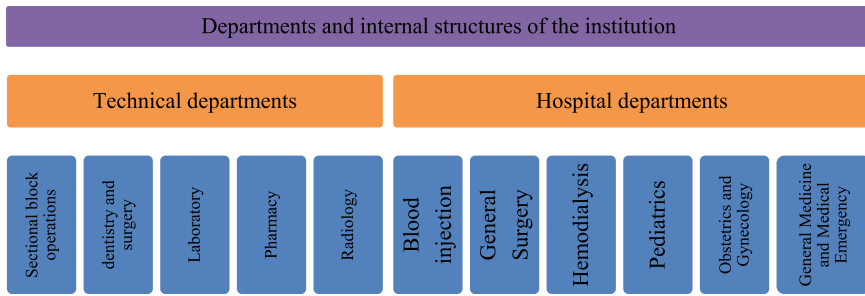 Departments and internal structures of the institution
Technical departments
Hospital departments
Sectional block
operations
dentistry and
surgery
Laboratory
Pharmacy
Radiology
Blood
injection
General
Surgery
Hemodialysis
Pediatrics
Obstetrics and
Gynecology
General Medicine
and Medical
Emergency